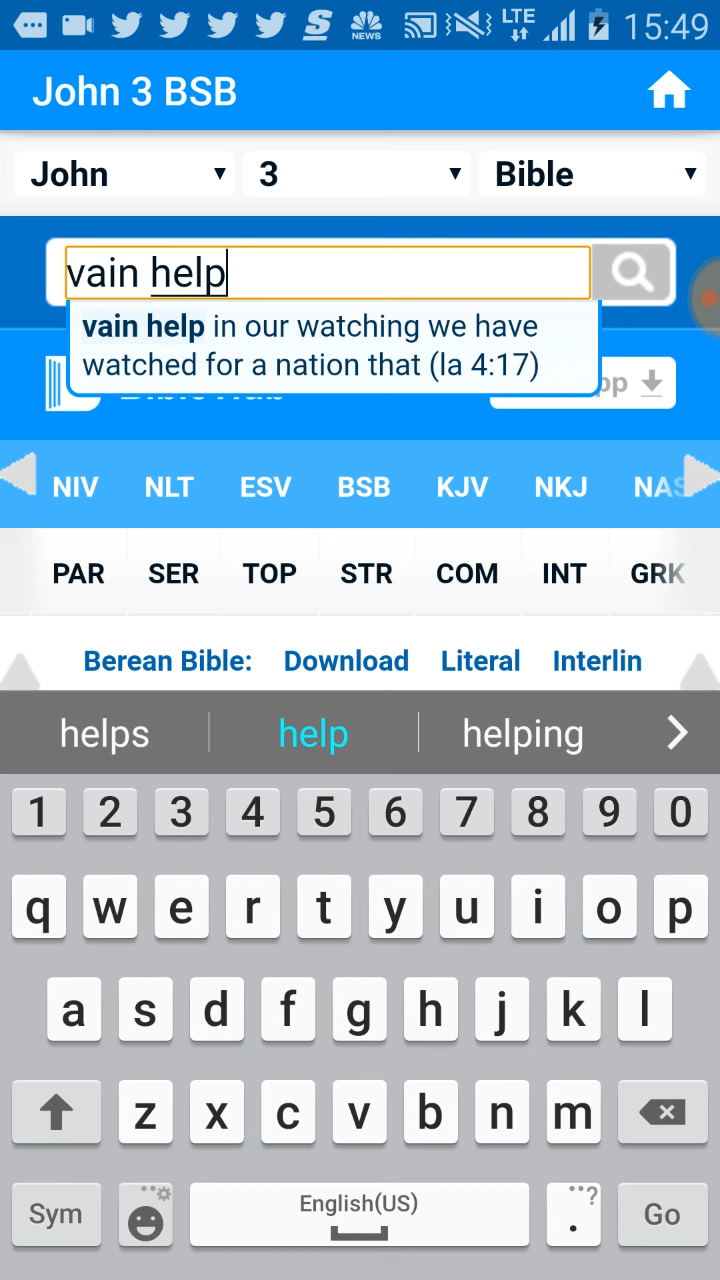 NEWS LTE 15:49
John 3 BSB
John 3 Bible
vain help
vain help in our watching we have
watched for a nation that (la 4:17)
pp
NIV NLT ESV BSB KJV NKJ NAS
PAR SER TOP STR COM INT GRK
Berean Bible: Download Literal Interlin
helps help helping
1 2 3 4 5 6 7 8 9 0
q w e r t y u i o p
a s d f g h j k l
z x c v b n m
Sym English(US) . ? Go